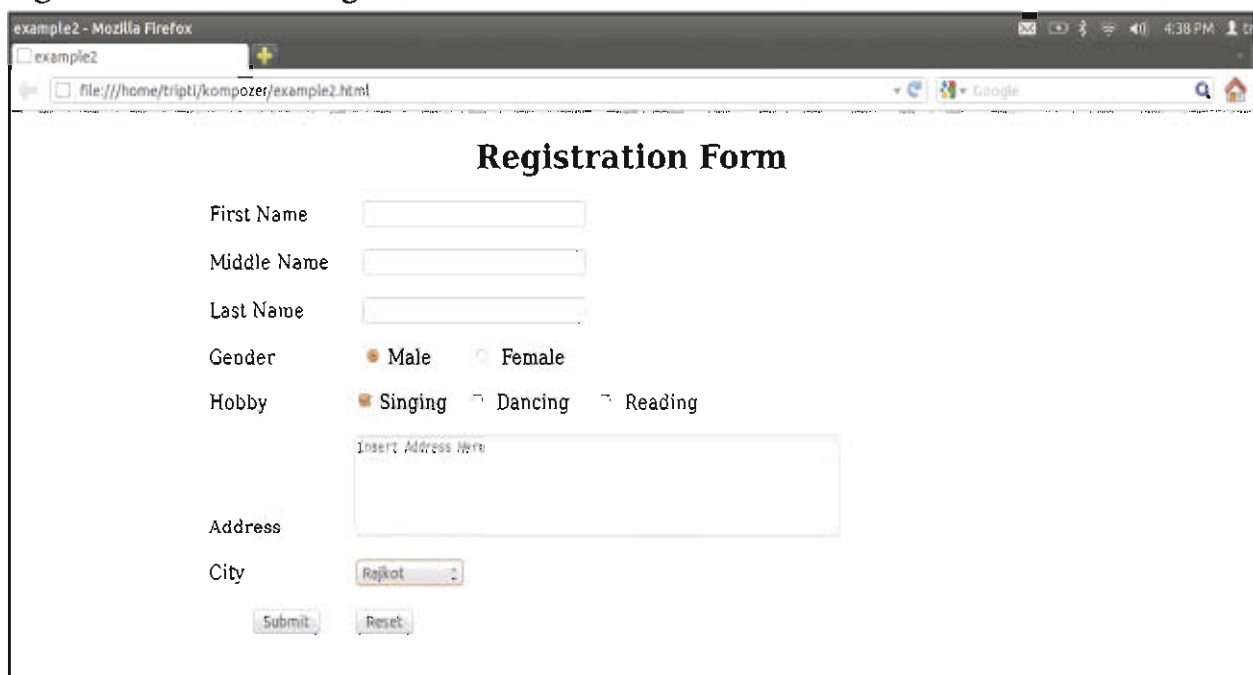 example2 - Mozilla Firefox 4:38 PM
example2
file:///home/tripti/kompozer/example2.html Google
Registration Form
First Name
Middle Name
Last Name
Gender Male Female
Hobby Singing Dancing Reading
Insert Address Here
Address
City Rajkot
Submit Reset